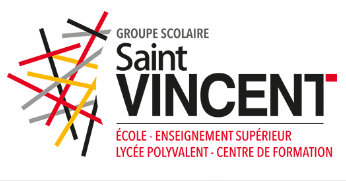 GROUPE SCOLAIRE
Saint
VINCENT
ÉCOLE - ENSEIGNEMENT SUPÉRIEUR
LYCÉE POLYVALENT - CENTRE DE FORMATION